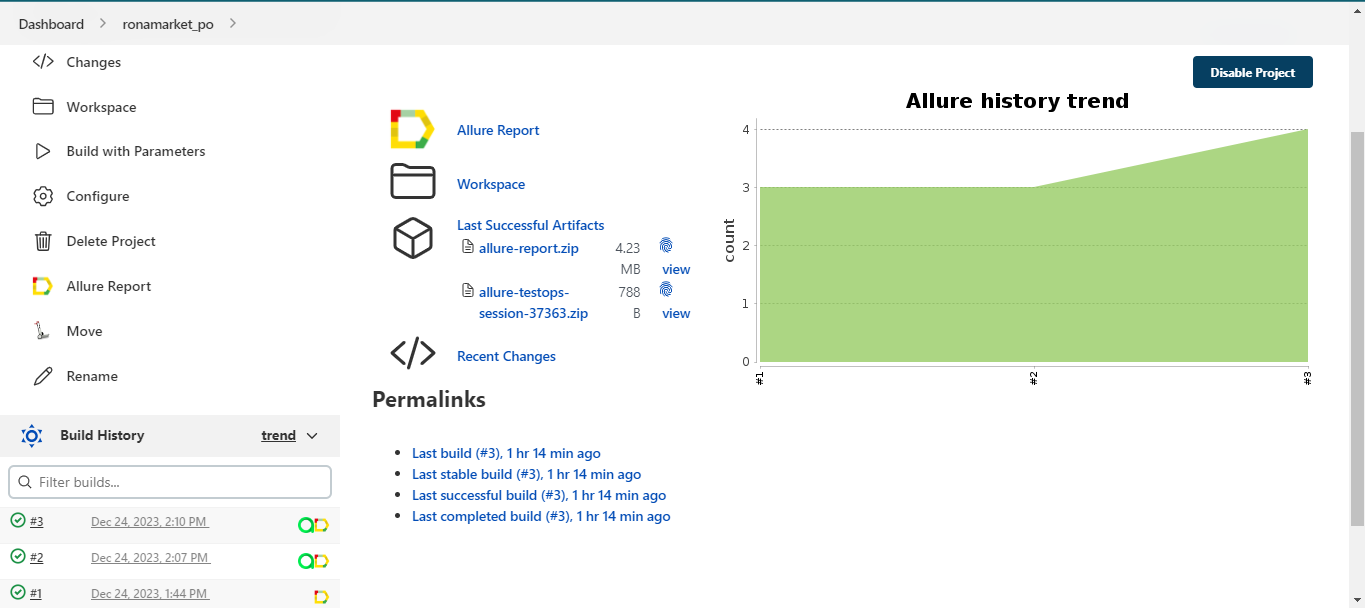 Dashboard
ronamarket_po
Changes
Workspace
Build with Parameters
Configure
Delete Project
Allure Report
Move
Rename
Build History
trend
Filter builds...
#3
Dec 24, 2023, 2:10 PM
#2
Dec 24, 2023, 2:07 PM
#1
Dec 24, 2023, 1:44 PM
Disable Project
Allure Report
Workspace
Last Successful Artifacts
allure-report.zip
4.23
MB
view
allure-testops-
session-37363.zip
788
B
view
Recent Changes
Permalinks
Last build (#3), 1 hr 14 min ago
Last stable build (#3), 1 hr 14 min ago
Last successful build (#3), 1 hr 14 min ago
Last completed build (#3), 1 hr 14 min ago
Allure history trend
count
4
3
2
1
0
#1
#2
#3